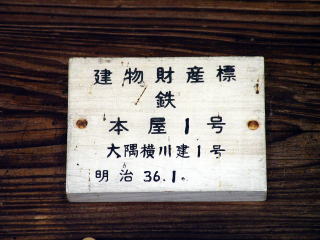 建物財産標
鉄
本屋1号
大隅横川建1号
明治36.1。